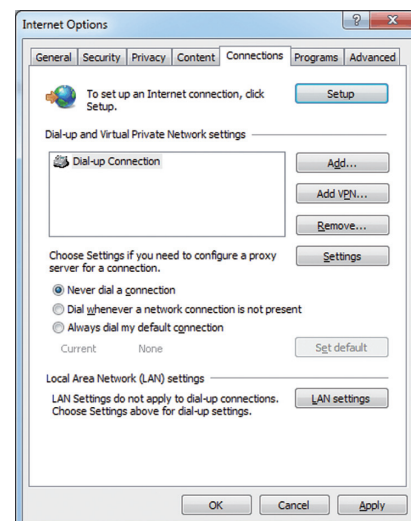 Internet Options
General Security Privacy Content Connections Programs Advanced
To set up an Internet connection, click
Setup.
Setup
Dial-up and Virtual Private Network settings
Dial-up Connection
Add...
Add VPN...
Remove...
Choose Settings if you need to configure a proxy
server for a connection.
Settings
Never dial a connection
Dial whenever a network connection is not present
Always dial my default connection
Current None
Set default
Local Area Network (LAN) settings
LAN Settings do not apply to dial-up connections.
Choose Settings above for dial-up settings.
LAN settings
OK Cancel Apply